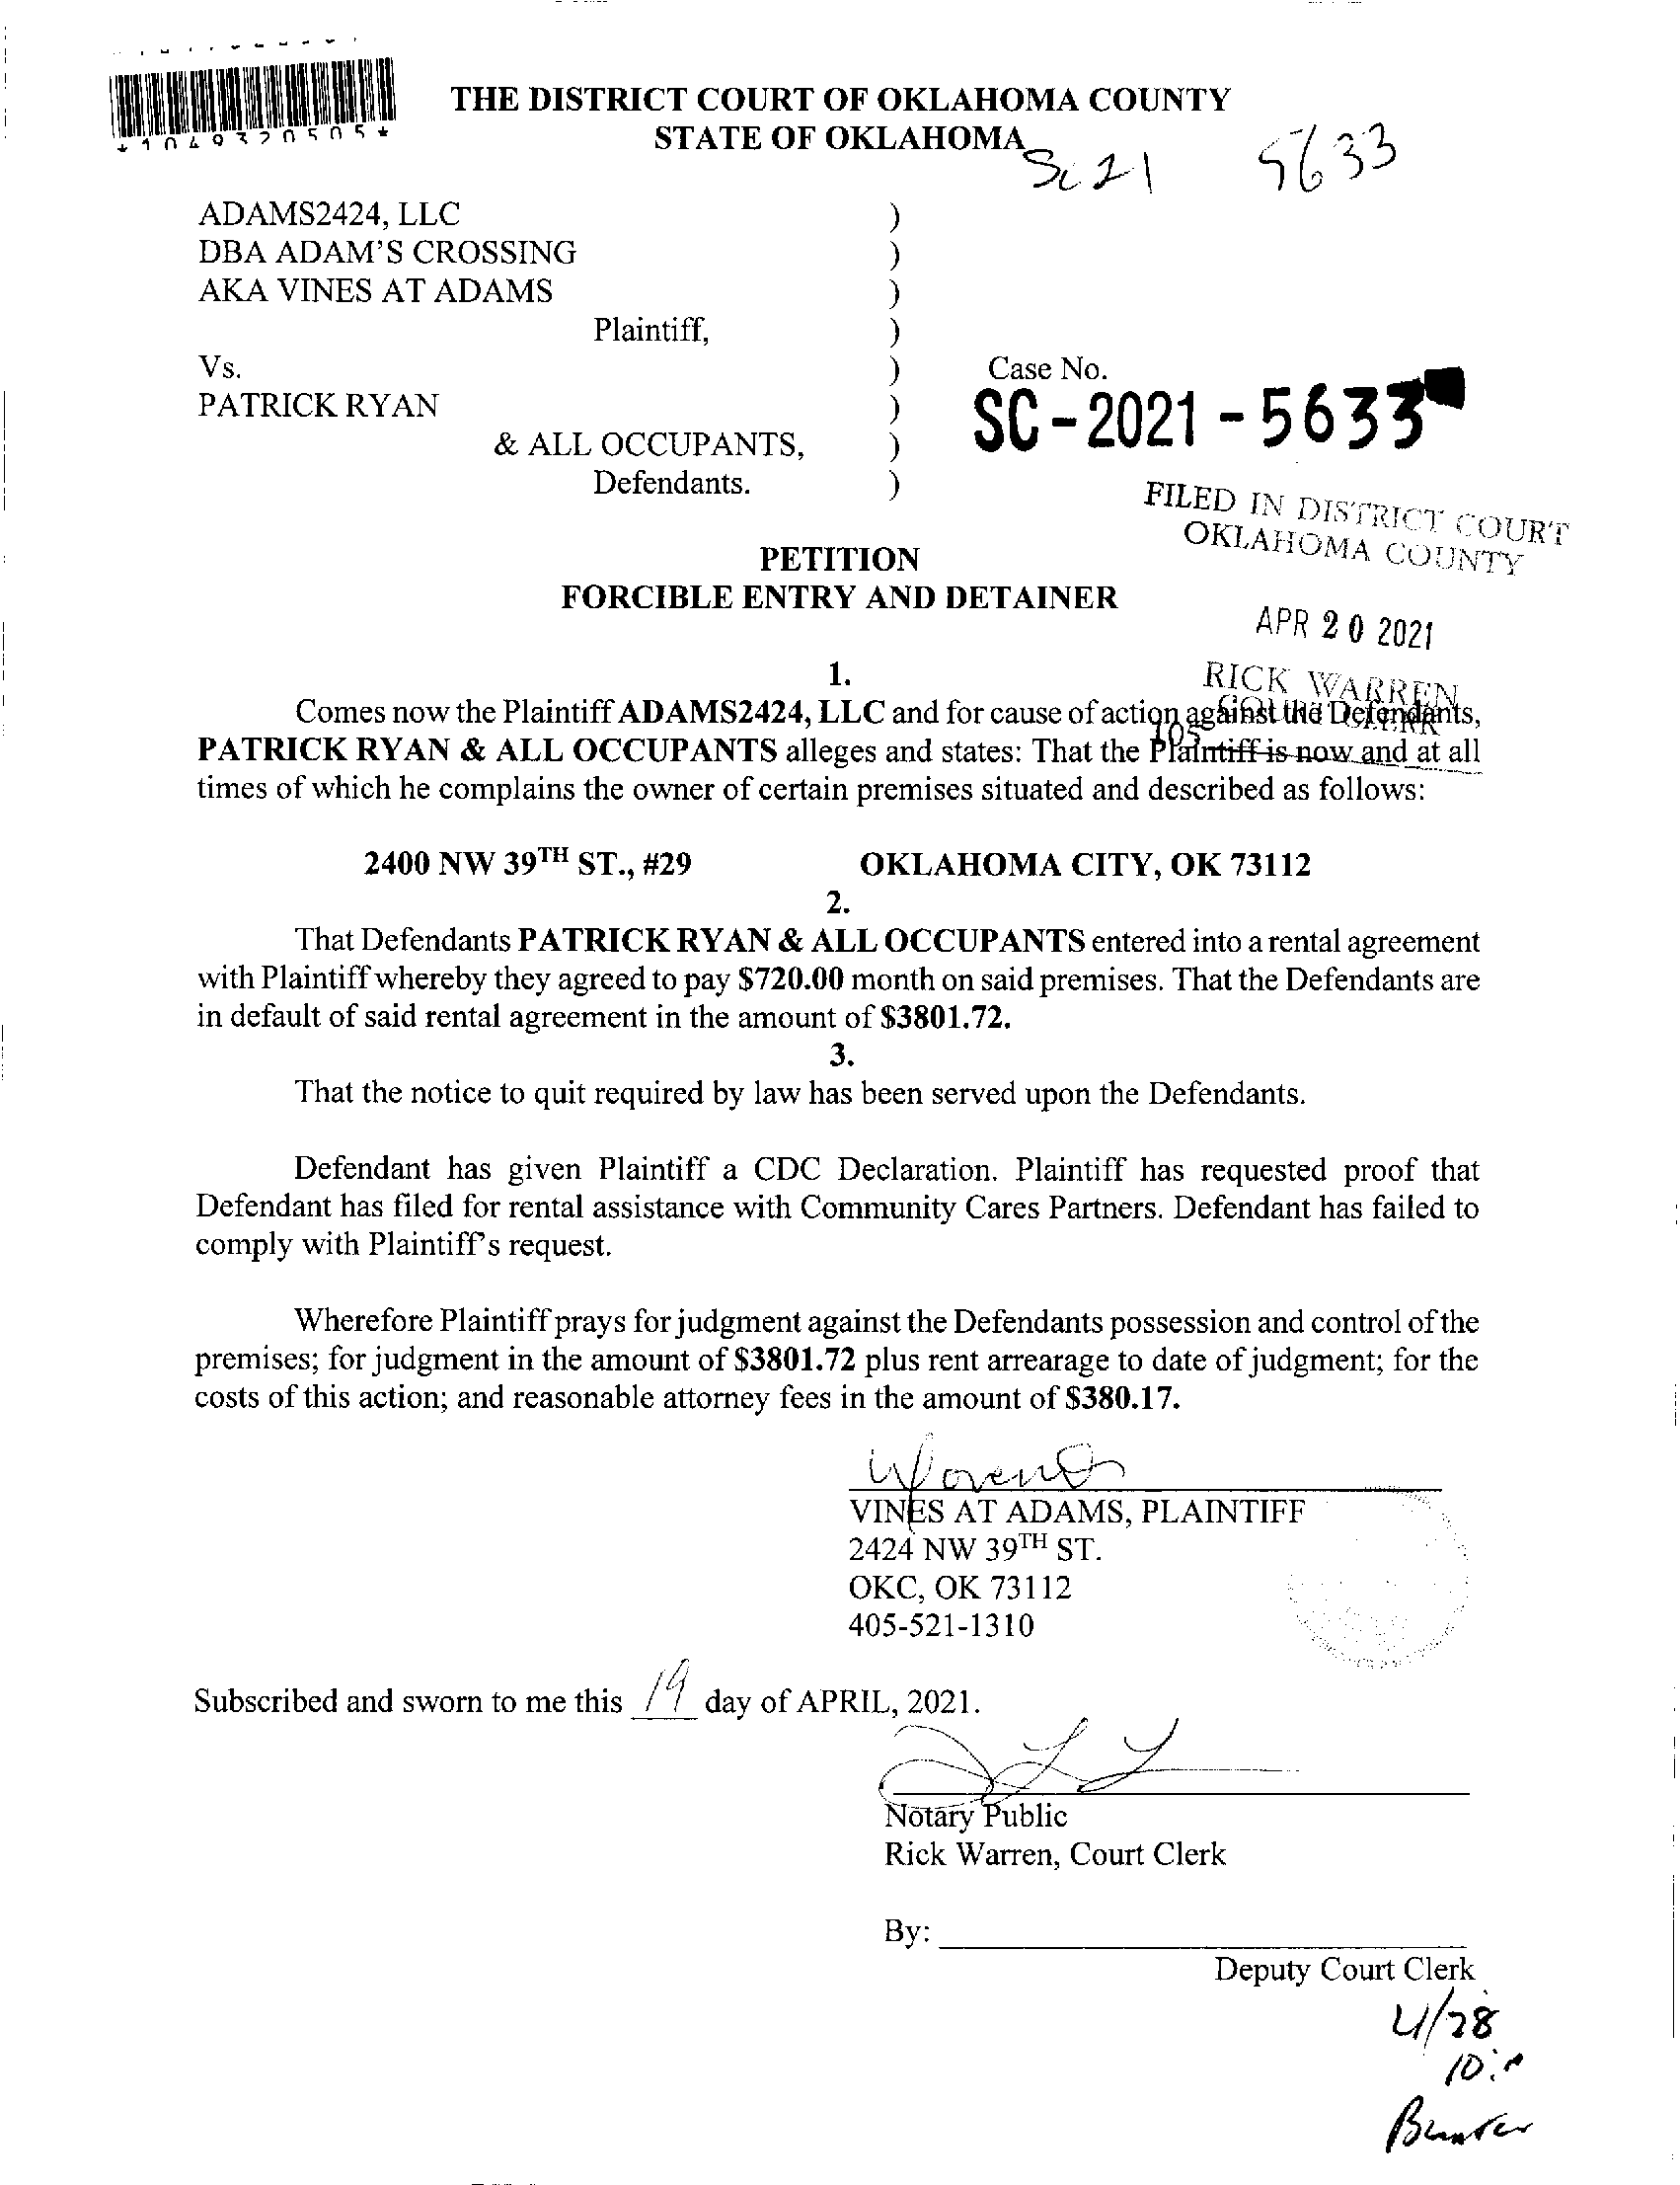 *1049320505*
THE DISTRICT COURT OF OKLAHOMA COUNTY
STATE OF OKLAHOMA
SC 21 5633
ADAMS2424, LLC )
DBA ADAM'S CROSSING )
AKA VINES AT ADAMS )
Plaintiff, )
Vs. ) Case No.
PATRICK RYAN ) SC-2021-5633
& ALL OCCUPANTS, )
Defendants. )
FILED IN DISTRICT COURT
OKLAHOMA COUNTY
PETITION
FORCIBLE ENTRY AND DETAINER
APR 20 2021
RICK WARREN
COURT CLERK
105
1.
Comes now the Plaintiff ADAMS2424, LLC and for cause of action against the Defendants,
PATRICK RYAN & ALL OCCUPANTS alleges and states: That the Plaintiff is now and at all
times of which he complains the owner of certain premises situated and described as follows:
2400 NW 39TH ST., #29 OKLAHOMA CITY, OK 73112
2.
That Defendants PATRICK RYAN & ALL OCCUPANTS entered into a rental agreement
with Plaintiff whereby they agreed to pay $720.00 month on said premises. That the Defendants are
in default of said rental agreement in the amount of $3801.72.
3.
That the notice to quit required by law has been served upon the Defendants.
Defendant has given Plaintiff a CDC Declaration. Plaintiff has requested proof that
Defendant has filed for rental assistance with Community Cares Partners. Defendant has failed to
comply with Plaintiff's request.
Wherefore Plaintiff prays for judgment against the Defendants possession and control of the
premises; for judgment in the amount of $3801.72 plus rent arrearage to date of judgment; for the
costs of this action; and reasonable attorney fees in the amount of $380.17.
VINES AT ADAMS, PLAINTIFF
2424 NW 39TH ST.
OKC, OK 73112
405-521-1310
Subscribed and sworn to me this 19 day of APRIL, 2021.
Notary Public
Rick Warren, Court Clerk
By:
Deputy Court Clerk
4/28